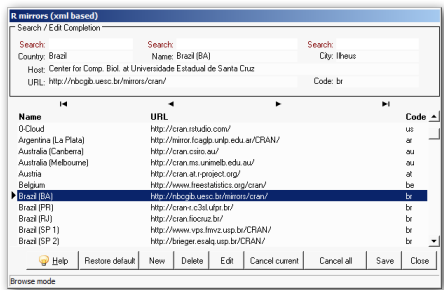 R mirrors (xml based)
Search / Edit Completion
Search: Search: Search:
Country: Brazil Name: Brazil (BA) City: Ilheus
Host: Center for Comp. Biol. at Universidade Estadual de Santa Cruz
URL: http://nbcgib.uesc.br/mirrors/cran/ Code: br
Name URL Code
0-Cloud http://cran.rstudio.com/ us
Argentina (La Plata) http://mirror.fcaglp.unlp.edu.ar/CRAN/ ar
Australia (Canberra) http://cran.csiro.au/ au
Australia (Melbourne) http://cran.ms.unimelb.edu.au/ au
Austria http://cran.at.r-project.org/ at
Belgium http://www.freestatistics.org/cran/ be
Brazil (BA) http://nbcgib.uesc.br/mirrors/cran/ br
Brazil (PR) http://cran-r.c3sl.ufpr.br/ br
Brazil (RJ) http://cran.fiocruz.br/ br
Brazil (SP 1) http://www.vps.fmvz.usp.br/CRAN/ br
Brazil (SP 2) http://brieger.esalq.usp.br/CRAN/ br
Help Restore default New Delete Edit Cancel current Cancel all Save Close
Browse mode